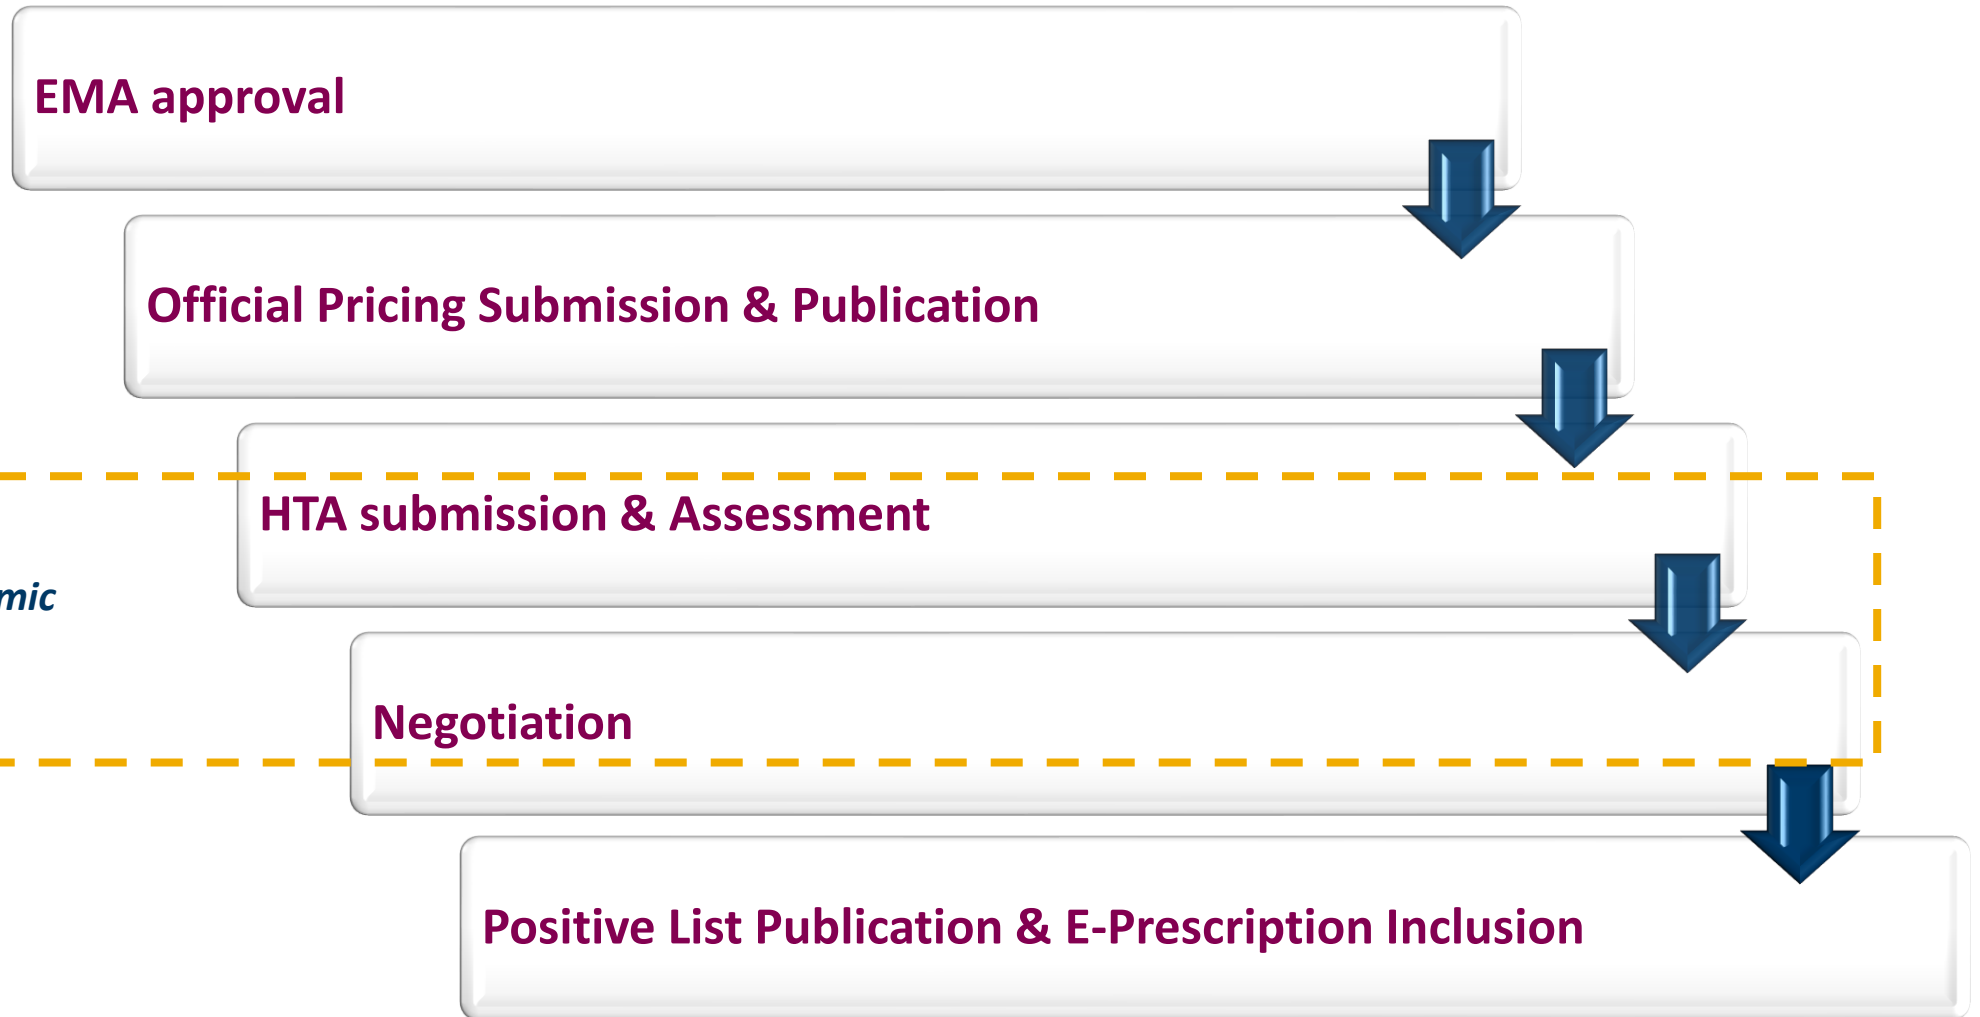 EMA approval
Official Pricing Submission & Publication
HTA submission & Assessment
mic
Negotiation
Positive List Publication & E-Prescription Inclusion